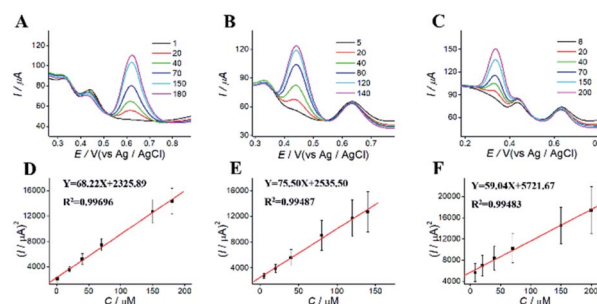 A
B
C
1
20
40
70
150
180
5
20
40
80
120
140
8
20
40
70
150
200
I / μA
120
100
80
60
40
0.3 0.4 0.5 0.6 0.7 0.8
E / V(vs Ag / AgCl)
I / μA
120
90
60
30
0.3 0.4 0.5 0.6 0.7
E / V(vs Ag / AgCl)
I / μA
180
150
120
90
60
0.2 0.4 0.6
E / V(vs Ag / AgCl)
D
E
F
Y=68.22X+2325.89
R²=0.99696
Y=75.50X+2535.50
R²=0.99487
Y=59.04X+5721.67
R²=0.99483
(I / μA)²
16000
12000
8000
4000
0 50 100 150 200
C / μM
(I / μA)²
16000
12000
8000
4000
0 50 100 150
C / μM
(I / μA)²
20000
16000
12000
8000
4000
0 50 100 150 200
C / μM